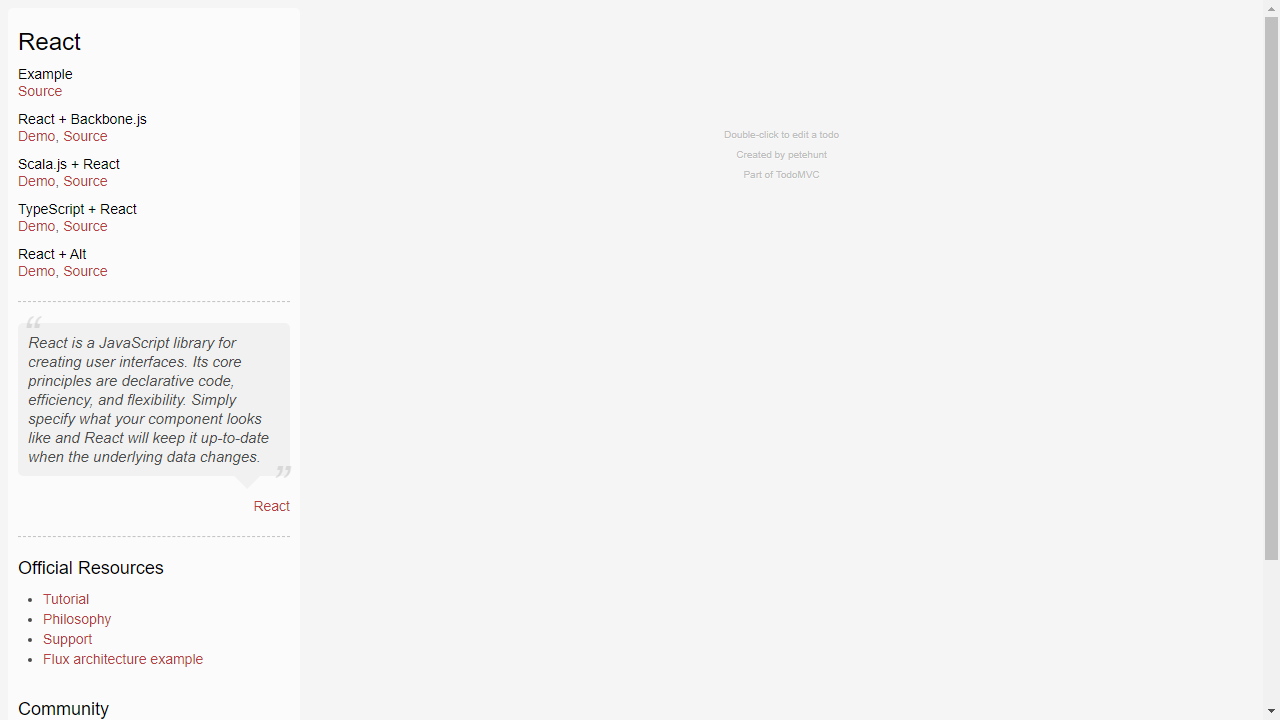 React
Example
Source
React + Backbone.js
Demo, Source
Scala.js + React
Demo, Source
TypeScript + React
Demo, Source
React + Alt
Demo, Source
“
React is a JavaScript library for
creating user interfaces. Its core
principles are declarative code,
efficiency, and flexibility. Simply
specify what your component looks
like and React will keep it up-to-date
when the underlying data changes.
”
React
Official Resources
• Tutorial
• Philosophy
• Support
• Flux architecture example
Community
Double-click to edit a todo
Created by petehunt
Part of TodoMVC